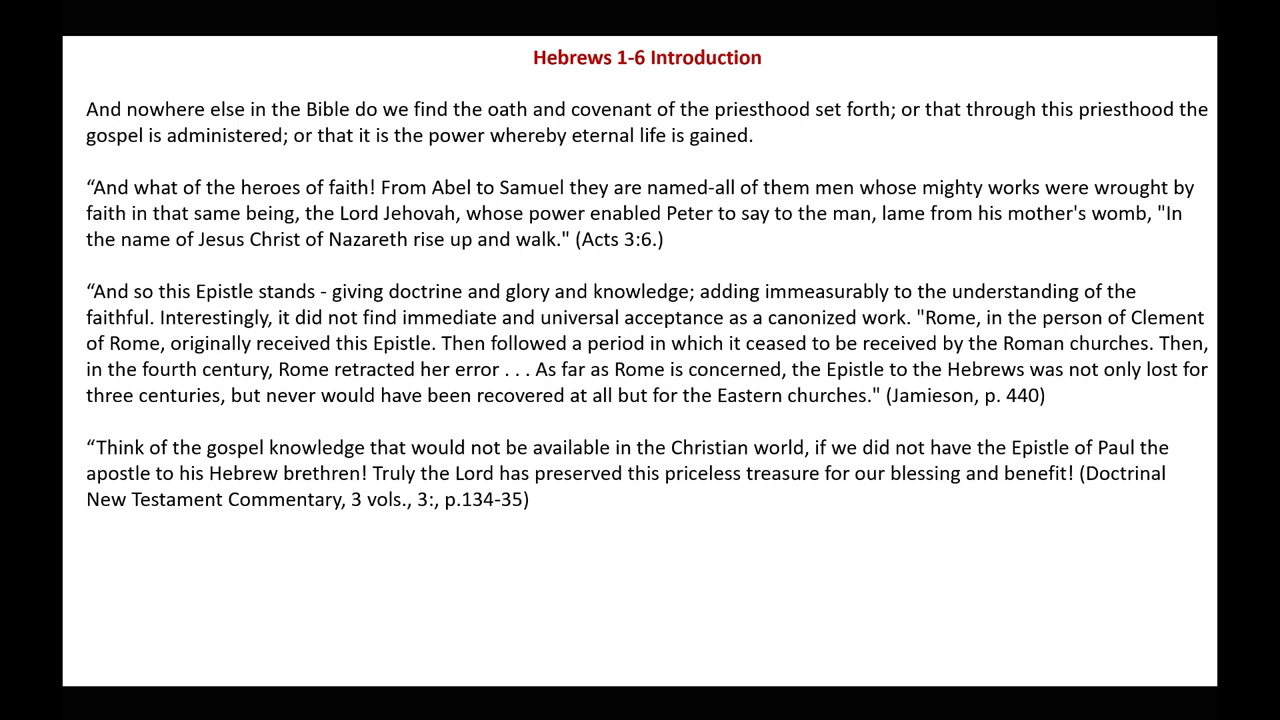 Hebrews 1-6 Introduction
And nowhere else in the Bible do we find the oath and covenant of the priesthood set forth; or that through this priesthood the
gospel is administered; or that it is the power whereby eternal life is gained.
“And what of the heroes of faith! From Abel to Samuel they are named-all of them men whose mighty works were wrought by
faith in that same being, the Lord Jehovah, whose power enabled Peter to say to the man, lame from his mother's womb, "In
the name of Jesus Christ of Nazareth rise up and walk." (Acts 3:6.)
“And so this Epistle stands - giving doctrine and glory and knowledge; adding immeasurably to the understanding of the
faithful. Interestingly, it did not find immediate and universal acceptance as a canonized work. "Rome, in the person of Clement
of Rome, originally received this Epistle. Then followed a period in which it ceased to be received by the Roman churches. Then,
in the fourth century, Rome retracted her error . . . As far as Rome is concerned, the Epistle to the Hebrews was not only lost for
three centuries, but never would have been recovered at all but for the Eastern churches." (Jamieson, p. 440)
“Think of the gospel knowledge that would not be available in the Christian world, if we did not have the Epistle of Paul the
apostle to his Hebrew brethren! Truly the Lord has preserved this priceless treasure for our blessing and benefit! (Doctrinal
New Testament Commentary, 3 vols., 3:, p.134-35)